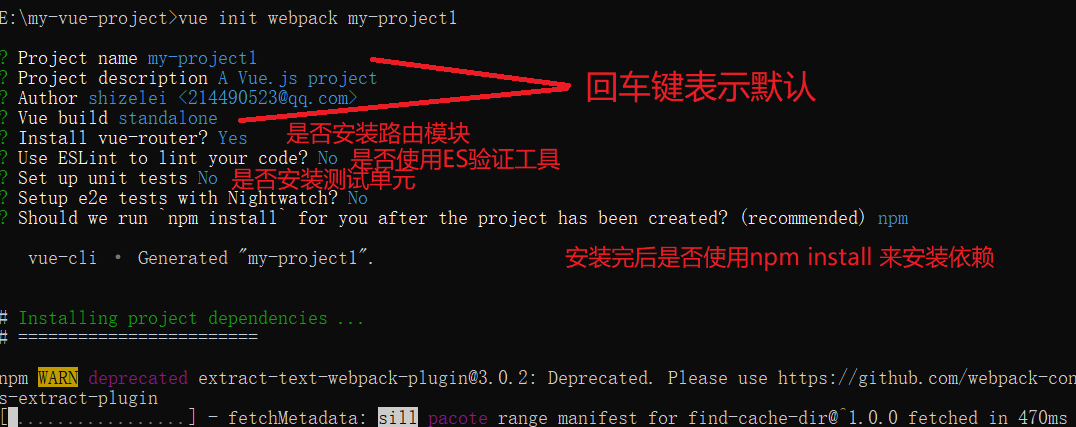 E:\my-vue-project>vue init webpack my-project1
? Project name my-project1
? Project description A Vue.js project
回车键表示默认
? Author shizelei <214490523@qq.com>
? Vue build standalone
? Install vue-router? Yes 是否安装路由模块
? Use ESLint to lint your code? No 是否使用ES验证工具
? Set up unit tests No 是否安装测试单元
? Setup e2e tests with Nightwatch? No
? Should we run `npm install` for you after the project has been created? (recommended) npm
vue-cli · Generated "my-project1". 安装完后是否使用npm install 来安装依赖
# Installing project dependencies ...
# ========================
npm WARN deprecated extract-text-webpack-plugin@3.0.2: Deprecated. Please use https://github.com/webpack-con
s-extract-plugin
[ ................] - fetchMetadata: sill pacote range manifest for find-cache-dir@^1.0.0 fetched in 470ms